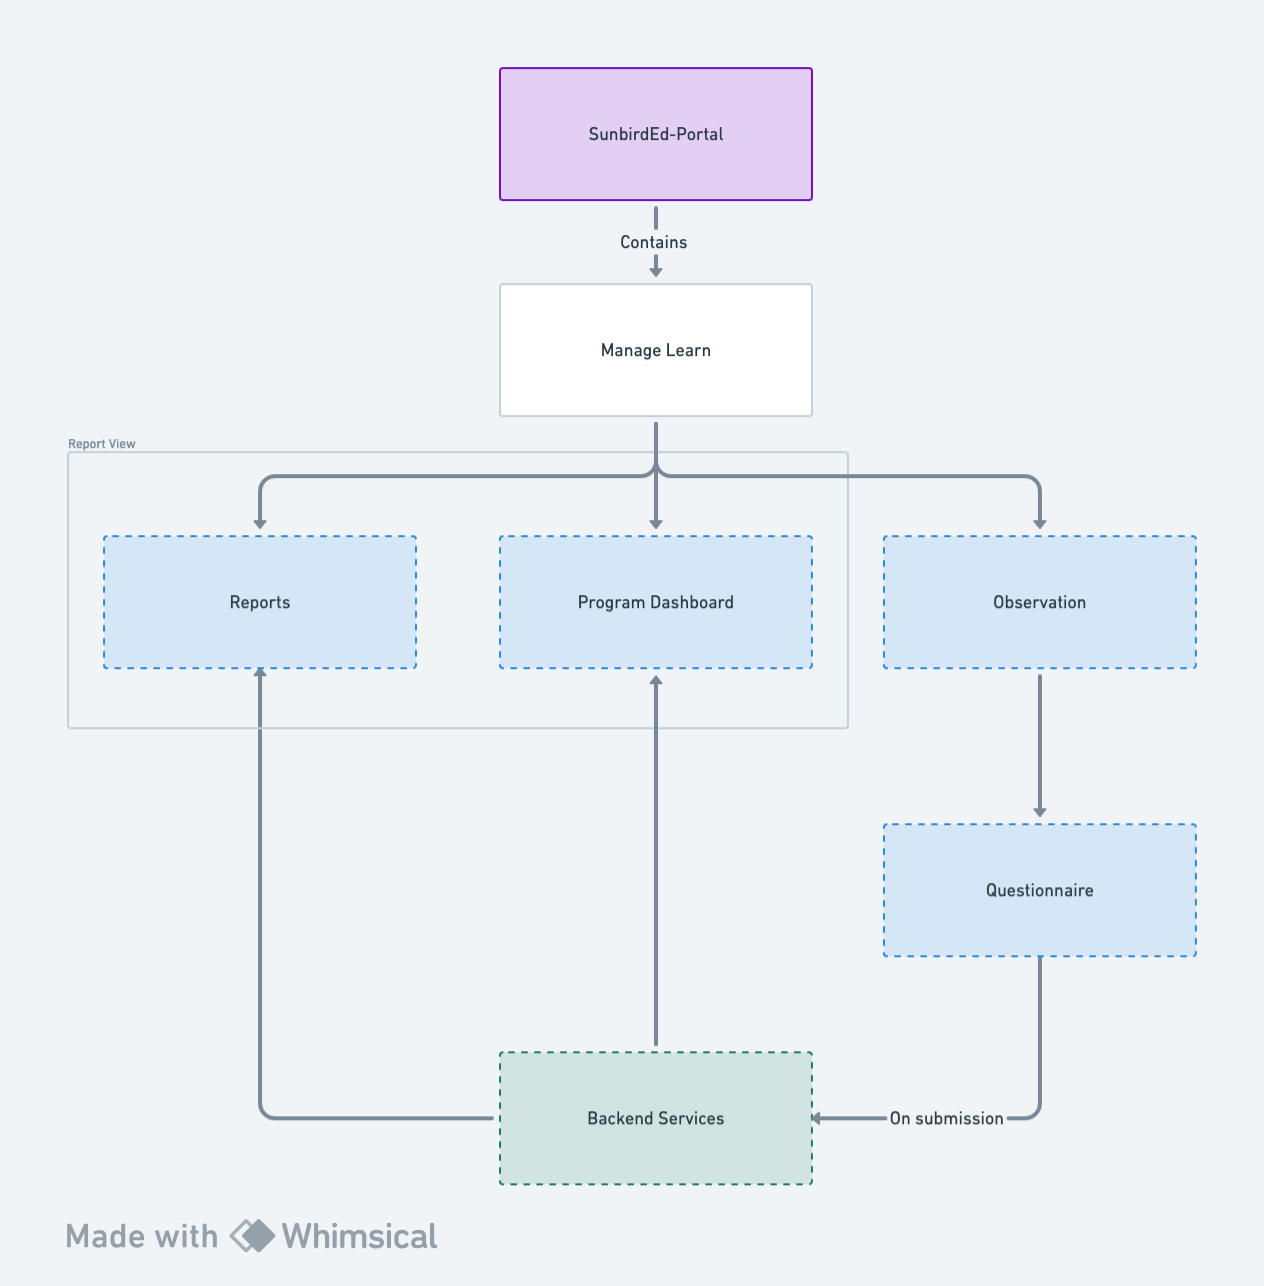 SunbirdEd-Portal
Contains
Manage Learn
Report View
Reports
Program Dashboard
Observation
Questionnaire
Backend Services
On submission
Made with Whimsical